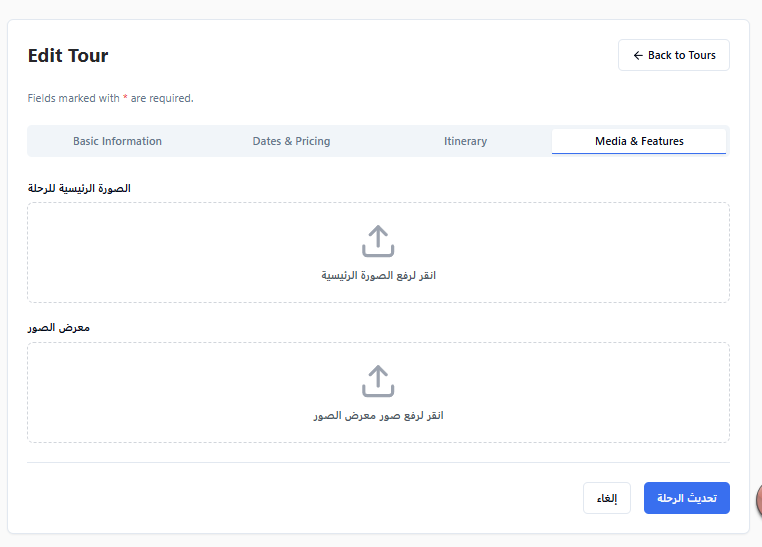 Edit Tour
← Back to Tours
Fields marked with * are required.
Basic Information
Dates & Pricing
Itinerary
Media & Features
الصورة الرئيسية للرحلة
انقر لرفع الصورة الرئيسية
معرض الصور
انقر لرفع صور معرض الصور
إلغاء
تحديث الرحلة